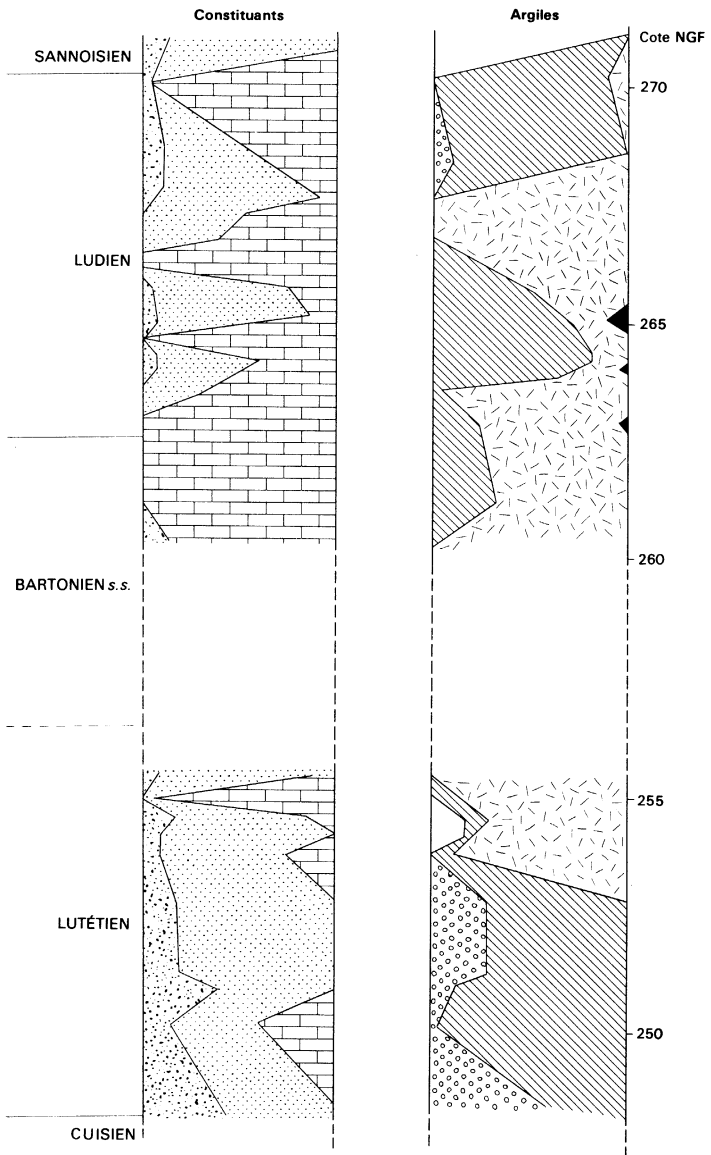 Constituants
Argiles
Cote NGF
SANNOISIEN
270
LUDIEN
265
260
BARTONIEN s.s.
255
LUTÉTIEN
250
CUISIEN